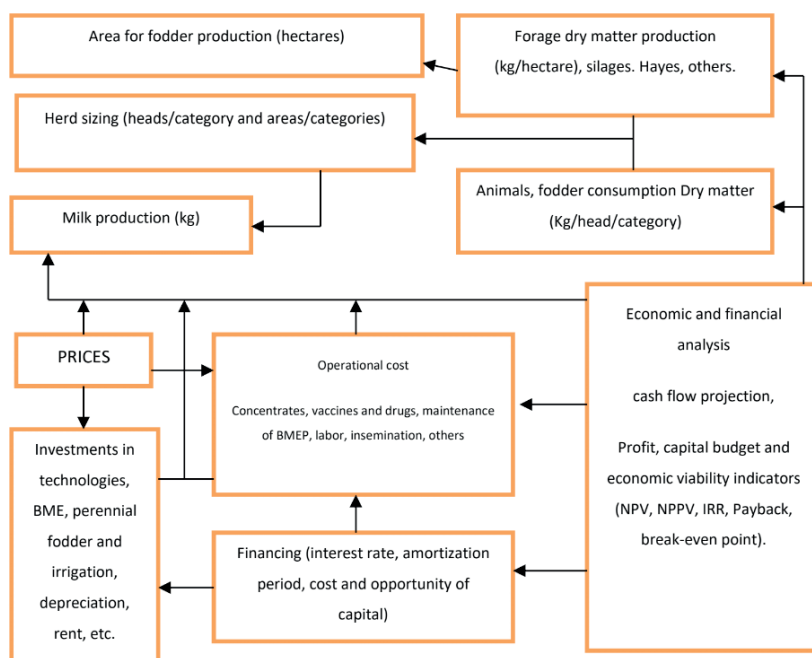 Area for fodder production (hectares)
Forage dry matter production
(kg/hectare), silages. Hayes, others.
Herd sizing (heads/category and areas/categories)
Animals, fodder consumption Dry matter
(Kg/head/category)
Milk production (kg)
Economic and financial
analysis
cash flow projection,
Profit, capital budget and
economic viability indicators
(NPV, NPPV, IRR, Payback,
break-even point).
PRICES
Operational cost
Concentrates, vaccines and drugs, maintenance
of BMEP, labor, insemination, others
Investments in
technologies,
BME, perennial
fodder and
irrigation,
depreciation,
rent, etc.
Financing (interest rate, amortization
period, cost and opportunity of
capital)